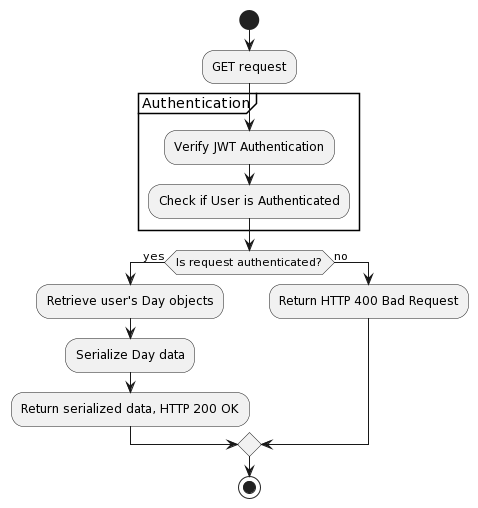 GET request
Authentication
Verify JWT Authentication
Check if User is Authenticated
yes
Is request authenticated?
no
Retrieve user's Day objects
Return HTTP 400 Bad Request
Serialize Day data
Return serialized data, HTTP 200 OK